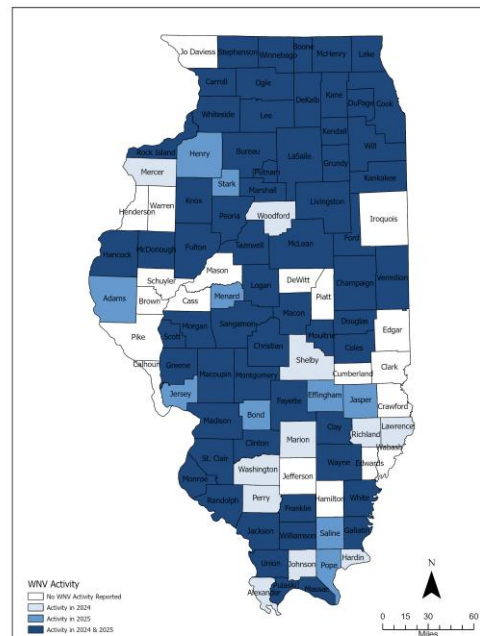 Jo Daviess Stephenson Winnebago Boone McHenry Lake
Carroll Ogle DeKalb Kane DuPage Cook
Whiteside Lee Kendall Will
Rock Island Henry Bureau LaSalle Grundy
Mercer Stark Putnam Kankakee
Henderson Warren Knox Marshall Livingston
Peoria Woodford Iroquois
Hancock McDonough Fulton Tazewell McLean Ford
Schuyler Mason Logan DeWitt Champaign Vermilion
Adams Brown Cass Menard Piatt
Macon
Pike Scott Morgan Sangamon Moultrie Douglas Edgar
Christian Coles
Calhoun Greene Macoupin Montgomery Shelby Cumberland Clark
Jersey Fayette Effingham Jasper Crawford
Madison Bond
Clinton Marion Clay Richland Lawrence
St. Clair Wayne Edwards Wabash
Monroe Washington Jefferson
Randolph Perry Hamilton White
Franklin
Jackson Williamson Saline Gallatin
Union Johnson Pope Hardin
Alexander Pulaski Massac
WNV Activity
No WNV Activity Reported
Activity in 2024
Activity in 2025
Activity in 2024 & 2025
N
0 15 30 60
Miles